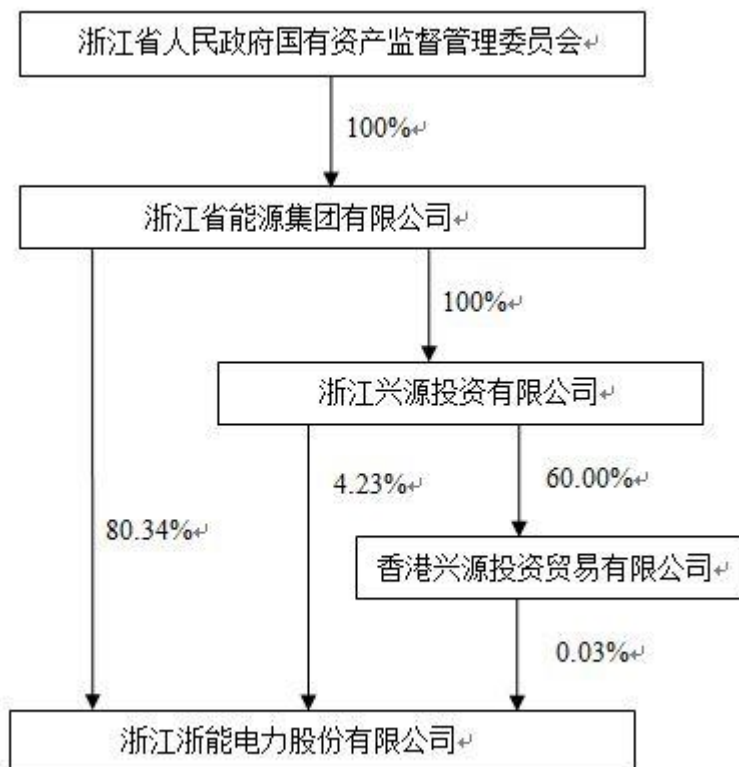 浙江省人民政府国有资产监督管理委员会↵
100%↵
浙江省能源集团有限公司↵
100%↵
浙江兴源投资有限公司↵
4.23%↵
60.00%↵
80.34%↵
香港兴源投资贸易有限公司↵
0.03%↵
浙江浙能电力股份有限公司↵